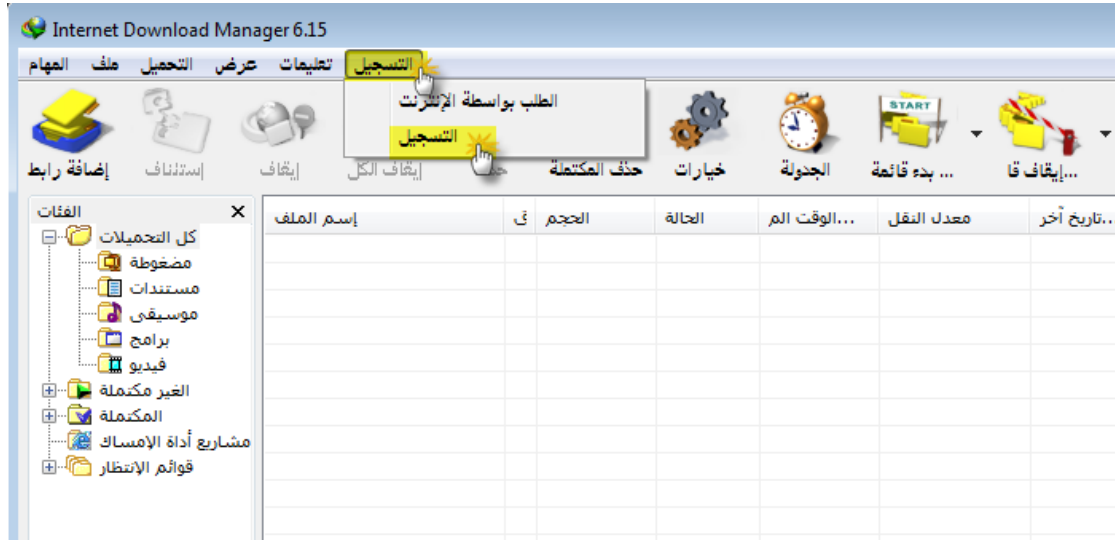 Internet Download Manager 6.15
المهام ملف التحميل عرض تعليمات التسجيل
الطلب بواسطة الإنترنت
التسجيل
إضافة رابط إستئناف إيقاف إيقاف الكل حذف المكتملة خيارات الجدولة بدء قائمة ... إيقاف قا...
START
الفئات
إسم الملف ق الحجم الحالة الوقت الم... معدل النقل تاريخ آخر...
كل التحميلات
مضغوطة
مستندات
موسيقى
برامج
فيديو
الغير مكتملة
المكتملة
مشاريع أداة الإمساك
قوائم الإنتظار